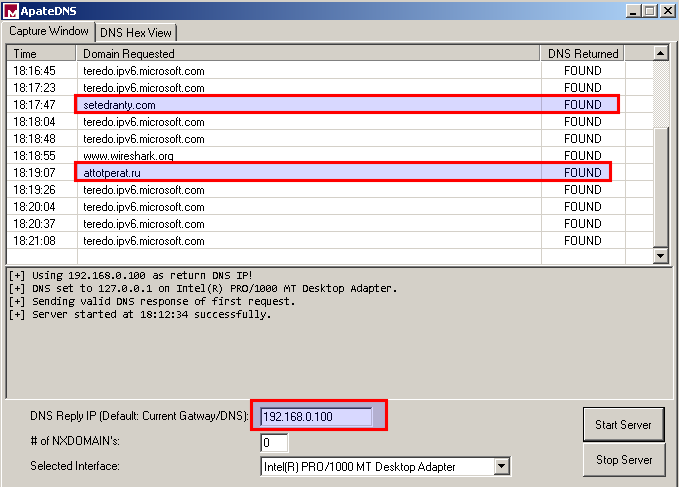 ApateDNS
Capture Window DNS Hex View
Time Domain Requested DNS Returned
18:16:45 teredo.ipv6.microsoft.com FOUND
18:17:23 teredo.ipv6.microsoft.com FOUND
18:17:47 setedranty.com FOUND
18:18:04 teredo.ipv6.microsoft.com FOUND
18:18:48 teredo.ipv6.microsoft.com FOUND
18:18:55 www.wireshark.org FOUND
18:19:07 attotperat.ru FOUND
18:19:26 teredo.ipv6.microsoft.com FOUND
18:20:04 teredo.ipv6.microsoft.com FOUND
18:20:37 teredo.ipv6.microsoft.com FOUND
18:21:08 teredo.ipv6.microsoft.com FOUND
[+] Using 192.168.0.100 as return DNS IP!
[+] DNS set to 127.0.0.1 on Intel(R) PRO/1000 MT Desktop Adapter.
[+] Sending valid DNS response of first request.
[+] Server started at 18:12:34 successfully.
DNS Reply IP (Default: Current Gatway/DNS): 192.168.0.100
Start Server
# of NXDOMAIN's: 0
Stop Server
Selected Interface: Intel(R) PRO/1000 MT Desktop Adapter